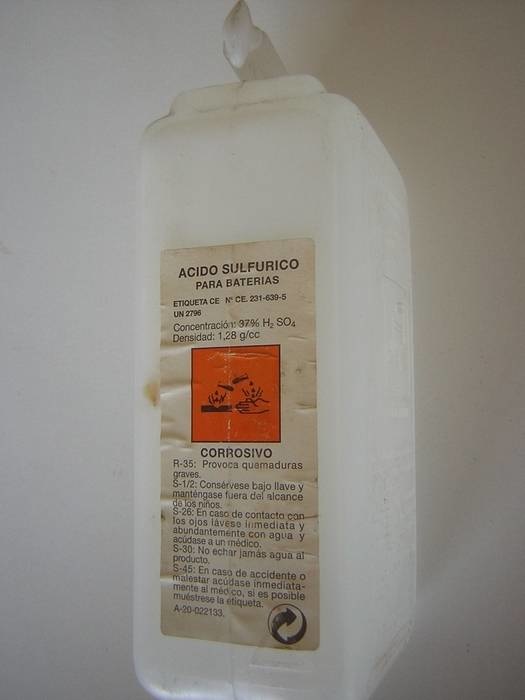 ACIDO SULFURICO
PARA BATERIAS
ETIQUETA CE Nº CE. 231-639-5
UN 2796
Concentración: 37% H₂ SO₄
Densidad: 1,28 g/cc
CORROSIVO
R-35: Provoca quemaduras
graves.
S-1/2: Consérvese bajo llave y
manténgase fuera del alcance
de los niños.
S-26: En caso de contacto con
los ojos lávese inmediata y
abundantemente con agua y
acúdase a un médico.
S-30: No echar jamás agua al
producto.
S-45: En caso de accidente o
malestar acúdase inmediata-
mente al médico, si es posible
muéstrese la etiqueta.
A-20-022133.